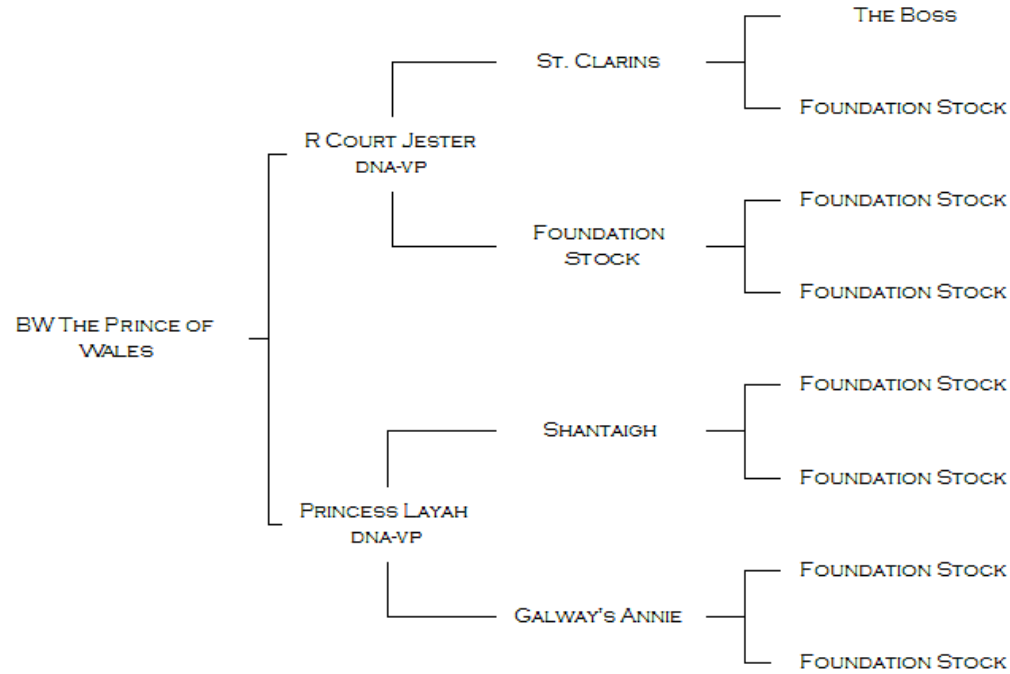 The Boss
St. Clarins
Foundation Stock
R Court Jester
DNA-VP
Foundation Stock
Foundation
Stock
Foundation Stock
BW The Prince of
Wales
Foundation Stock
Shantaigh
Foundation Stock
Princess Layah
DNA-VP
Foundation Stock
Galway's Annie
Foundation Stock